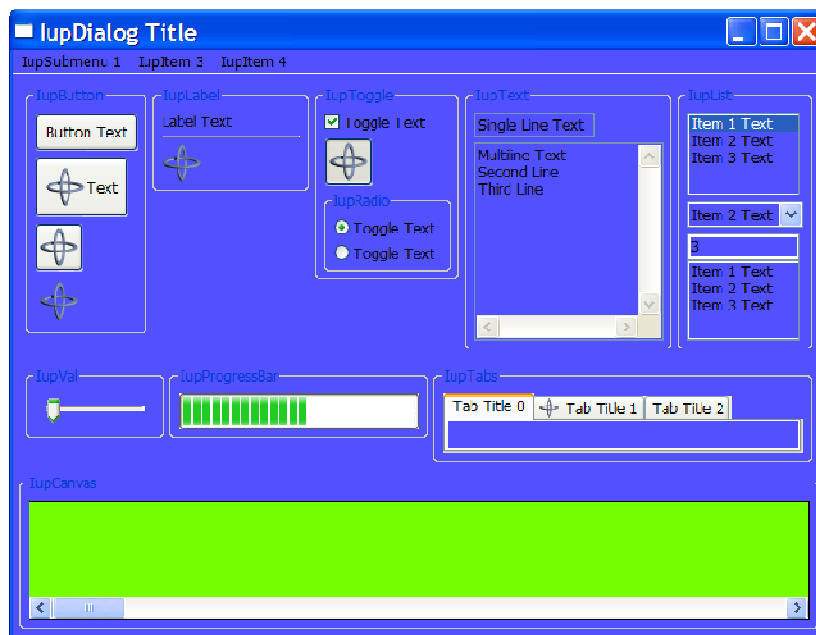 IupDialog Title
IupSubmenu 1 IupItem 3 IupItem 4
IupButton
Button Text
Text
IupLabel
Label Text
IupToggle
Toggle Text
IupRadio
Toggle Text
Toggle Text
IupText
Single Line Text
Multiline Text
Second Line
Third Line
IupList
Item 1 Text
Item 2 Text
Item 3 Text
Item 2 Text
3
Item 1 Text
Item 2 Text
Item 3 Text
IupVal
IupProgressBar
IupTabs
Tab Title 0 Tab Title 1 Tab Title 2
IupCanvas